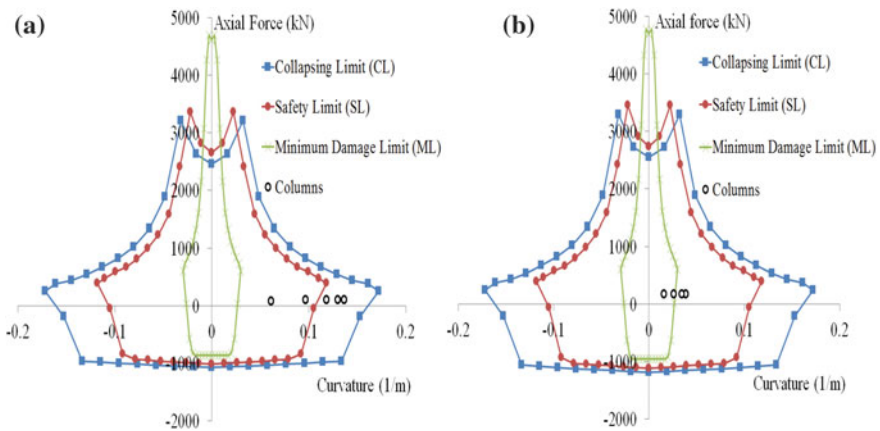 (a)
5000
Axial Force (kN)
4000
Collapsing Limit (CL)
Safety Limit (SL)
3000
Minimum Damage Limit (ML)
2000
Columns
1000
0
-0.2
-0.1
0
0.1
0.2
-1000
Curvature (1/m)
-2000
(b)
5000
Axial force (kN)
4000
Collapsing Limit (CL)
Safety Limit (SL)
3000
Minimum Damage Limit (ML)
2000
Columns
1000
0
-0.2
-0.1
0
0.1
0.2
-1000
Curvature (1/m)
-2000